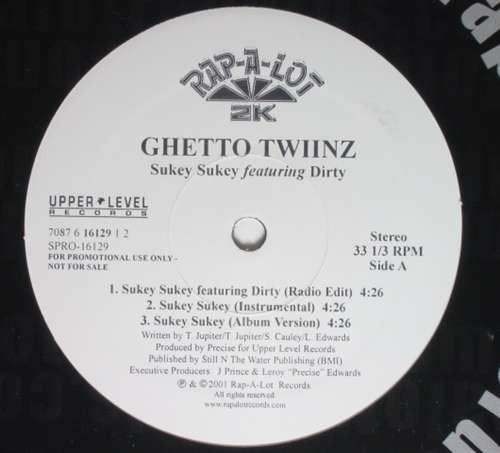 RAP-A-LOT
2K
GHETTO TWIINZ
Sukey Sukey featuring Dirty
UPPER LEVEL
RECORDS
7087 6 16129 1 2
SPRO-16129
FOR PROMOTIONAL USE ONLY -
NOT FOR SALE
Stereo
33 1/3 RPM
Side A
1. Sukey Sukey featuring Dirty (Radio Edit) 4:26
2. Sukey Sukey (Instrumental) 4:26
3. Sukey Sukey (Album Version) 4:26
Written by T. Jupiter/T Jupiter/S Cauley/L. Edwards
Produced by Precise for Upper Level Records
Published by Still N The Water Publishing (BMI)
Executive Producers: J Prince & Leroy "Precise" Edwards
℗ & ©2001 Rap-A-Lot Records
All rights reserved.
www.rapalotrecords.com